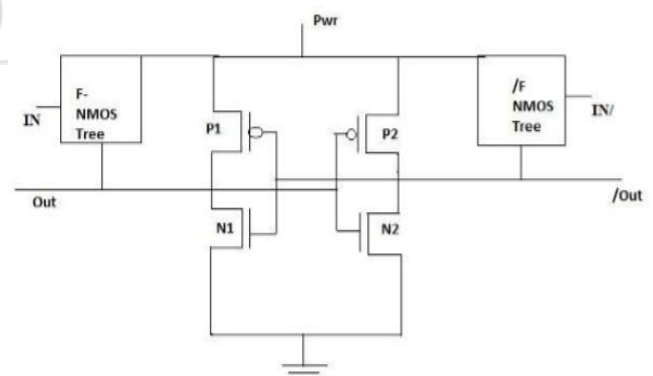 Pwr
F-
NMOS
Tree
IN
P1
P2
/F
NMOS
Tree
IN/
Out
/Out
N1
N2